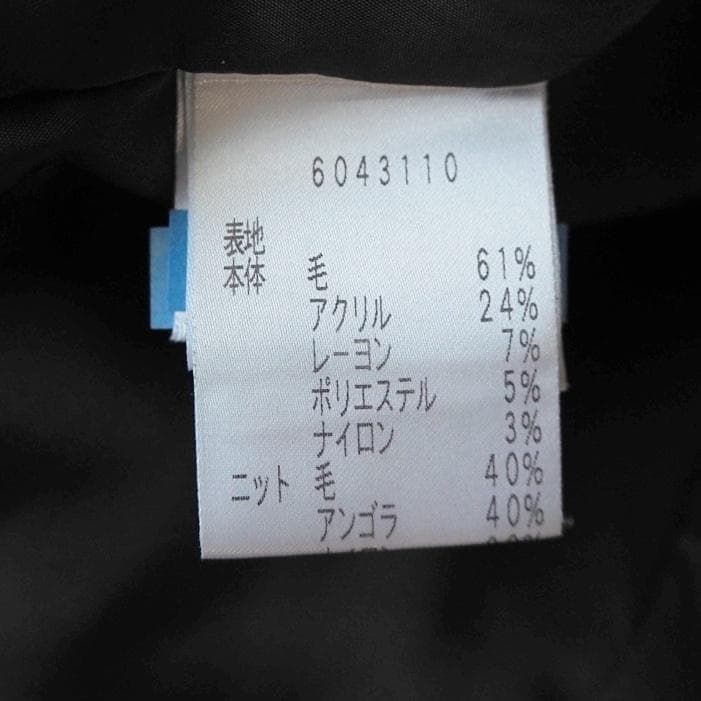 6043110
表地
本体 毛 61%
アクリル 24%
レーヨン 7%
ポリエステル 5%
ナイロン 3%
ニット 毛 40%
アンゴラ 40%